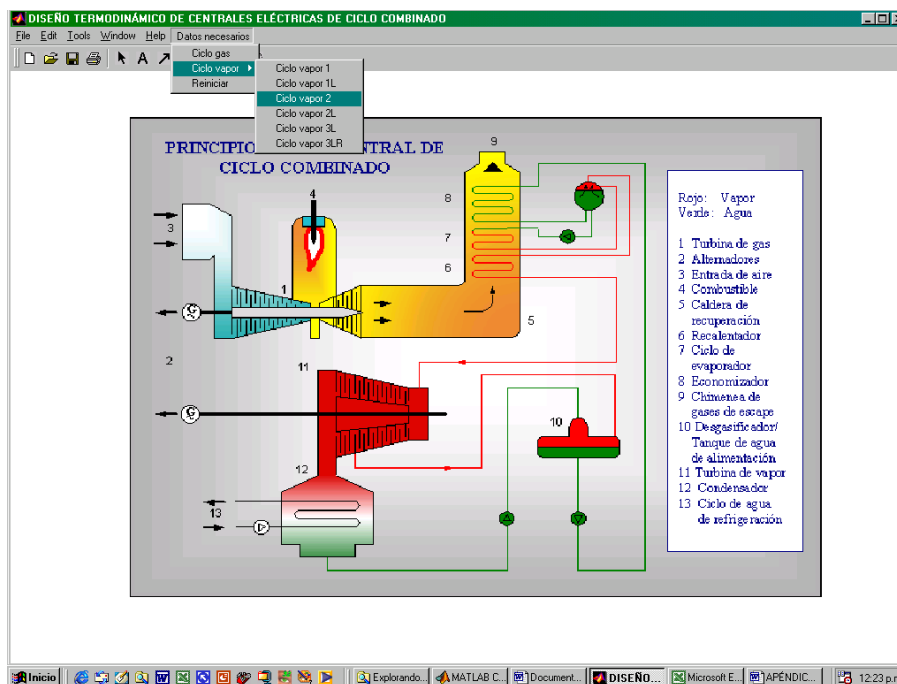 DISEÑO TERMODINÁMICO DE CENTRALES ELÉCTRICAS DE CICLO COMBINADO
File Edit Tools Window Help Datos necesarios
Ciclo gas
Ciclo vapor
Reiniciar
Ciclo vapor 1
Ciclo vapor 1L
Ciclo vapor 2
Ciclo vapor 2L
Ciclo vapor 3L
Ciclo vapor 3LR
A
PRINCIPIO NTRAL DE
CICLO COMBINADO
9
4
8
3
7
6
1
G
5
2
11
G
10
12
13
Rojo: Vapor
Verde: Agua
1 Turbina de gas
2 Alternadores
3 Entrada de aire
4 Combustible
5 Caldera de
recuperación
6 Recalentador
7 Ciclo de
evaporador
8 Economizador
9 Chimenea de
gases de escape
10 Desgasificador/
Tanque de agua
de alimentación
11 Turbina de vapor
12 Condensador
13 Ciclo de agua
de refrigeración
Inicio Explorando... MATLAB C... Document... DISEÑO... Microsoft E... APÉNDIC... 12:23 p.